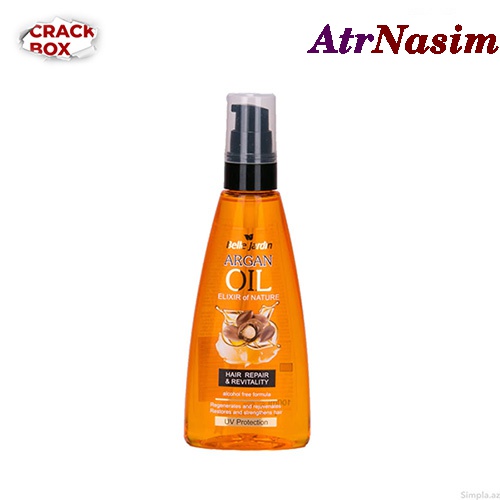 CRACK
BOX
AtrNasim
Belle Jardin
ARGAN
OIL
ELIXIR of NATURE
HAIR REPAIR
& REVITALITY
alcohol free formula
Regenerates and rejuvenates
Restores and strengthens hair
UV Protection
Simpla.az